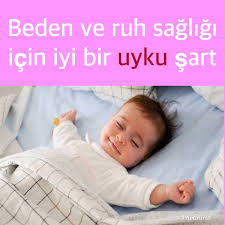 Beden ve ruh sağlığı
için iyi bir uyku şart